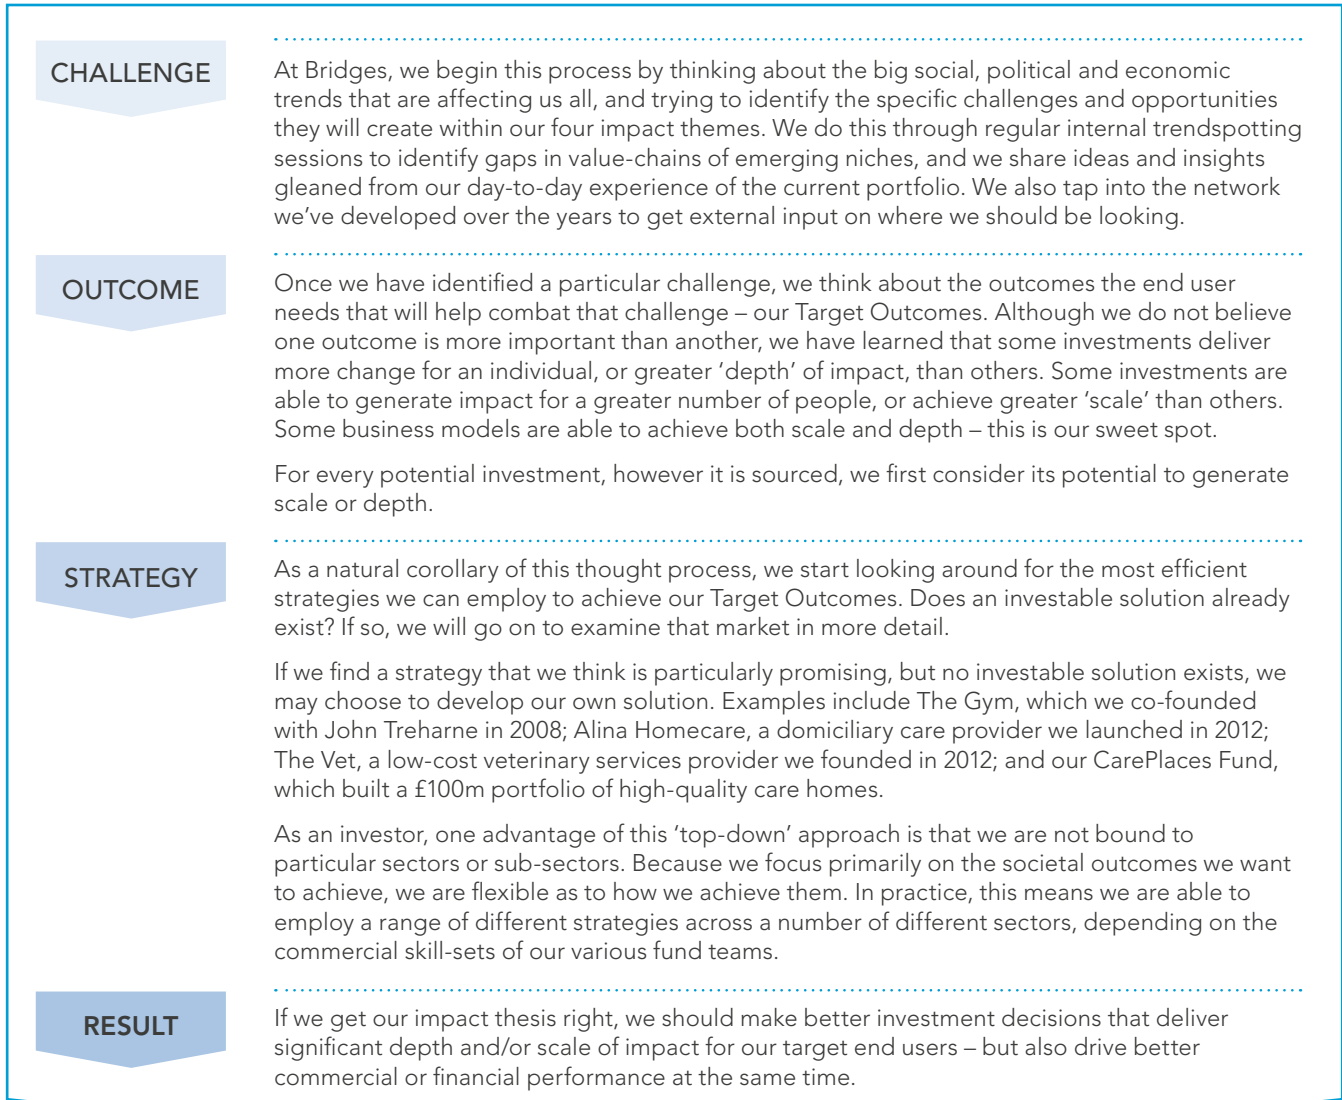 CHALLENGE
At Bridges, we begin this process by thinking about the big social, political and economic
trends that are affecting us all, and trying to identify the specific challenges and opportunities
they will create within our four impact themes. We do this through regular internal trendspotting
sessions to identify gaps in value-chains of emerging niches, and we share ideas and insights
gleaned from our day-to-day experience of the current portfolio. We also tap into the network
we’ve developed over the years to get external input on where we should be looking.
OUTCOME
Once we have identified a particular challenge, we think about the outcomes the end user
needs that will help combat that challenge – our Target Outcomes. Although we do not believe
one outcome is more important than another, we have learned that some investments deliver
more change for an individual, or greater ‘depth’ of impact, than others. Some investments are
able to generate impact for a greater number of people, or achieve greater ‘scale’ than others.
Some business models are able to achieve both scale and depth – this is our sweet spot.
For every potential investment, however it is sourced, we first consider its potential to generate
scale or depth.
STRATEGY
As a natural corollary of this thought process, we start looking around for the most efficient
strategies we can employ to achieve our Target Outcomes. Does an investable solution already
exist? If so, we will go on to examine that market in more detail.
If we find a strategy that we think is particularly promising, but no investable solution exists, we
may choose to develop our own solution. Examples include The Gym, which we co-founded
with John Treharne in 2008; Alina Homecare, a domiciliary care provider we launched in 2012;
The Vet, a low-cost veterinary services provider we founded in 2012; and our CarePlaces Fund,
which built a £100m portfolio of high-quality care homes.
As an investor, one advantage of this ‘top-down’ approach is that we are not bound to
particular sectors or sub-sectors. Because we focus primarily on the societal outcomes we want
to achieve, we are flexible as to how we achieve them. In practice, this means we are able to
employ a range of different strategies across a number of different sectors, depending on the
commercial skill-sets of our various fund teams.
RESULT
If we get our impact thesis right, we should make better investment decisions that deliver
significant depth and/or scale of impact for our target end users – but also drive better
commercial or financial performance at the same time.